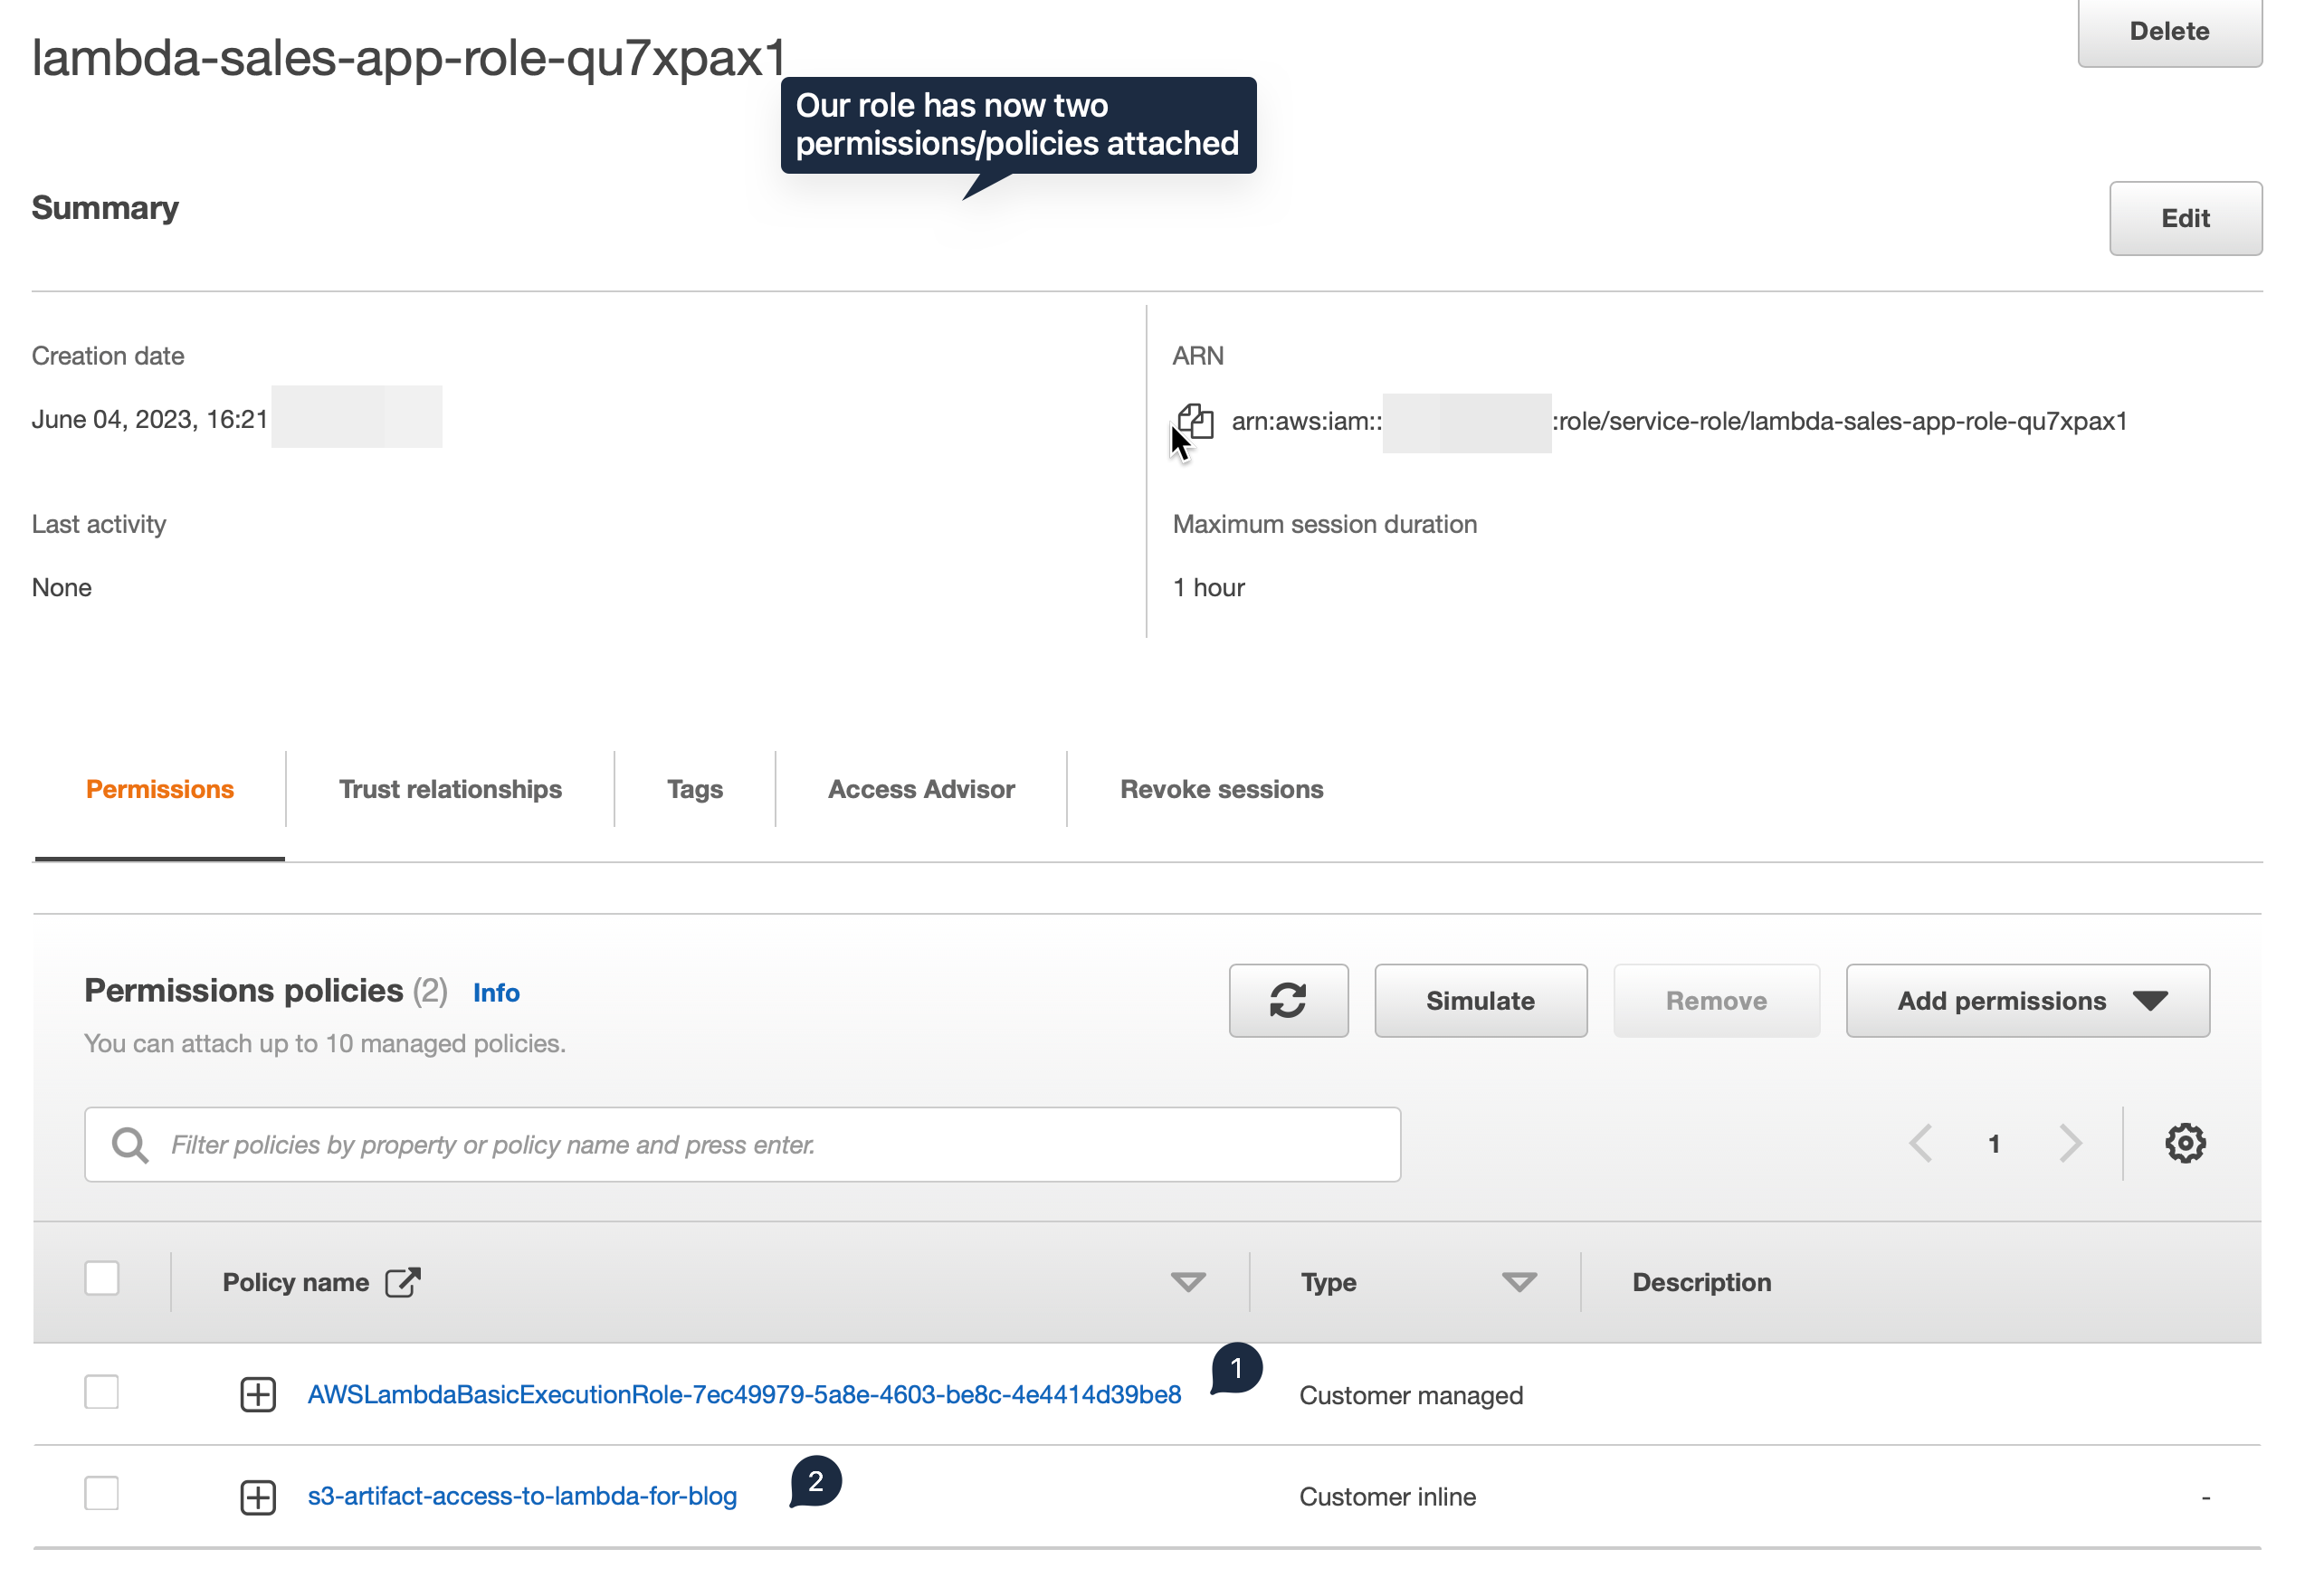 lambda-sales-app-role-qu7xpax1
Delete
Our role has now two
permissions/policies attached
Summary
Edit
Creation date
ARN
June 04, 2023, 16:21
arn:aws:iam:: :role/service-role/lambda-sales-app-role-qu7xpax1
Last activity
Maximum session duration
None
1 hour
Permissions
Trust relationships
Tags
Access Advisor
Revoke sessions
Permissions policies (2) Info
You can attach up to 10 managed policies.
Simulate
Remove
Add permissions
Filter policies by property or policy name and press enter.
1
Policy name
Type
Description
AWSLambdaBasicExecutionRole-7ec49979-5a8e-4603-be8c-4e4414d39be8
1
Customer managed
s3-artifact-access-to-lambda-for-blog
2
Customer inline
-